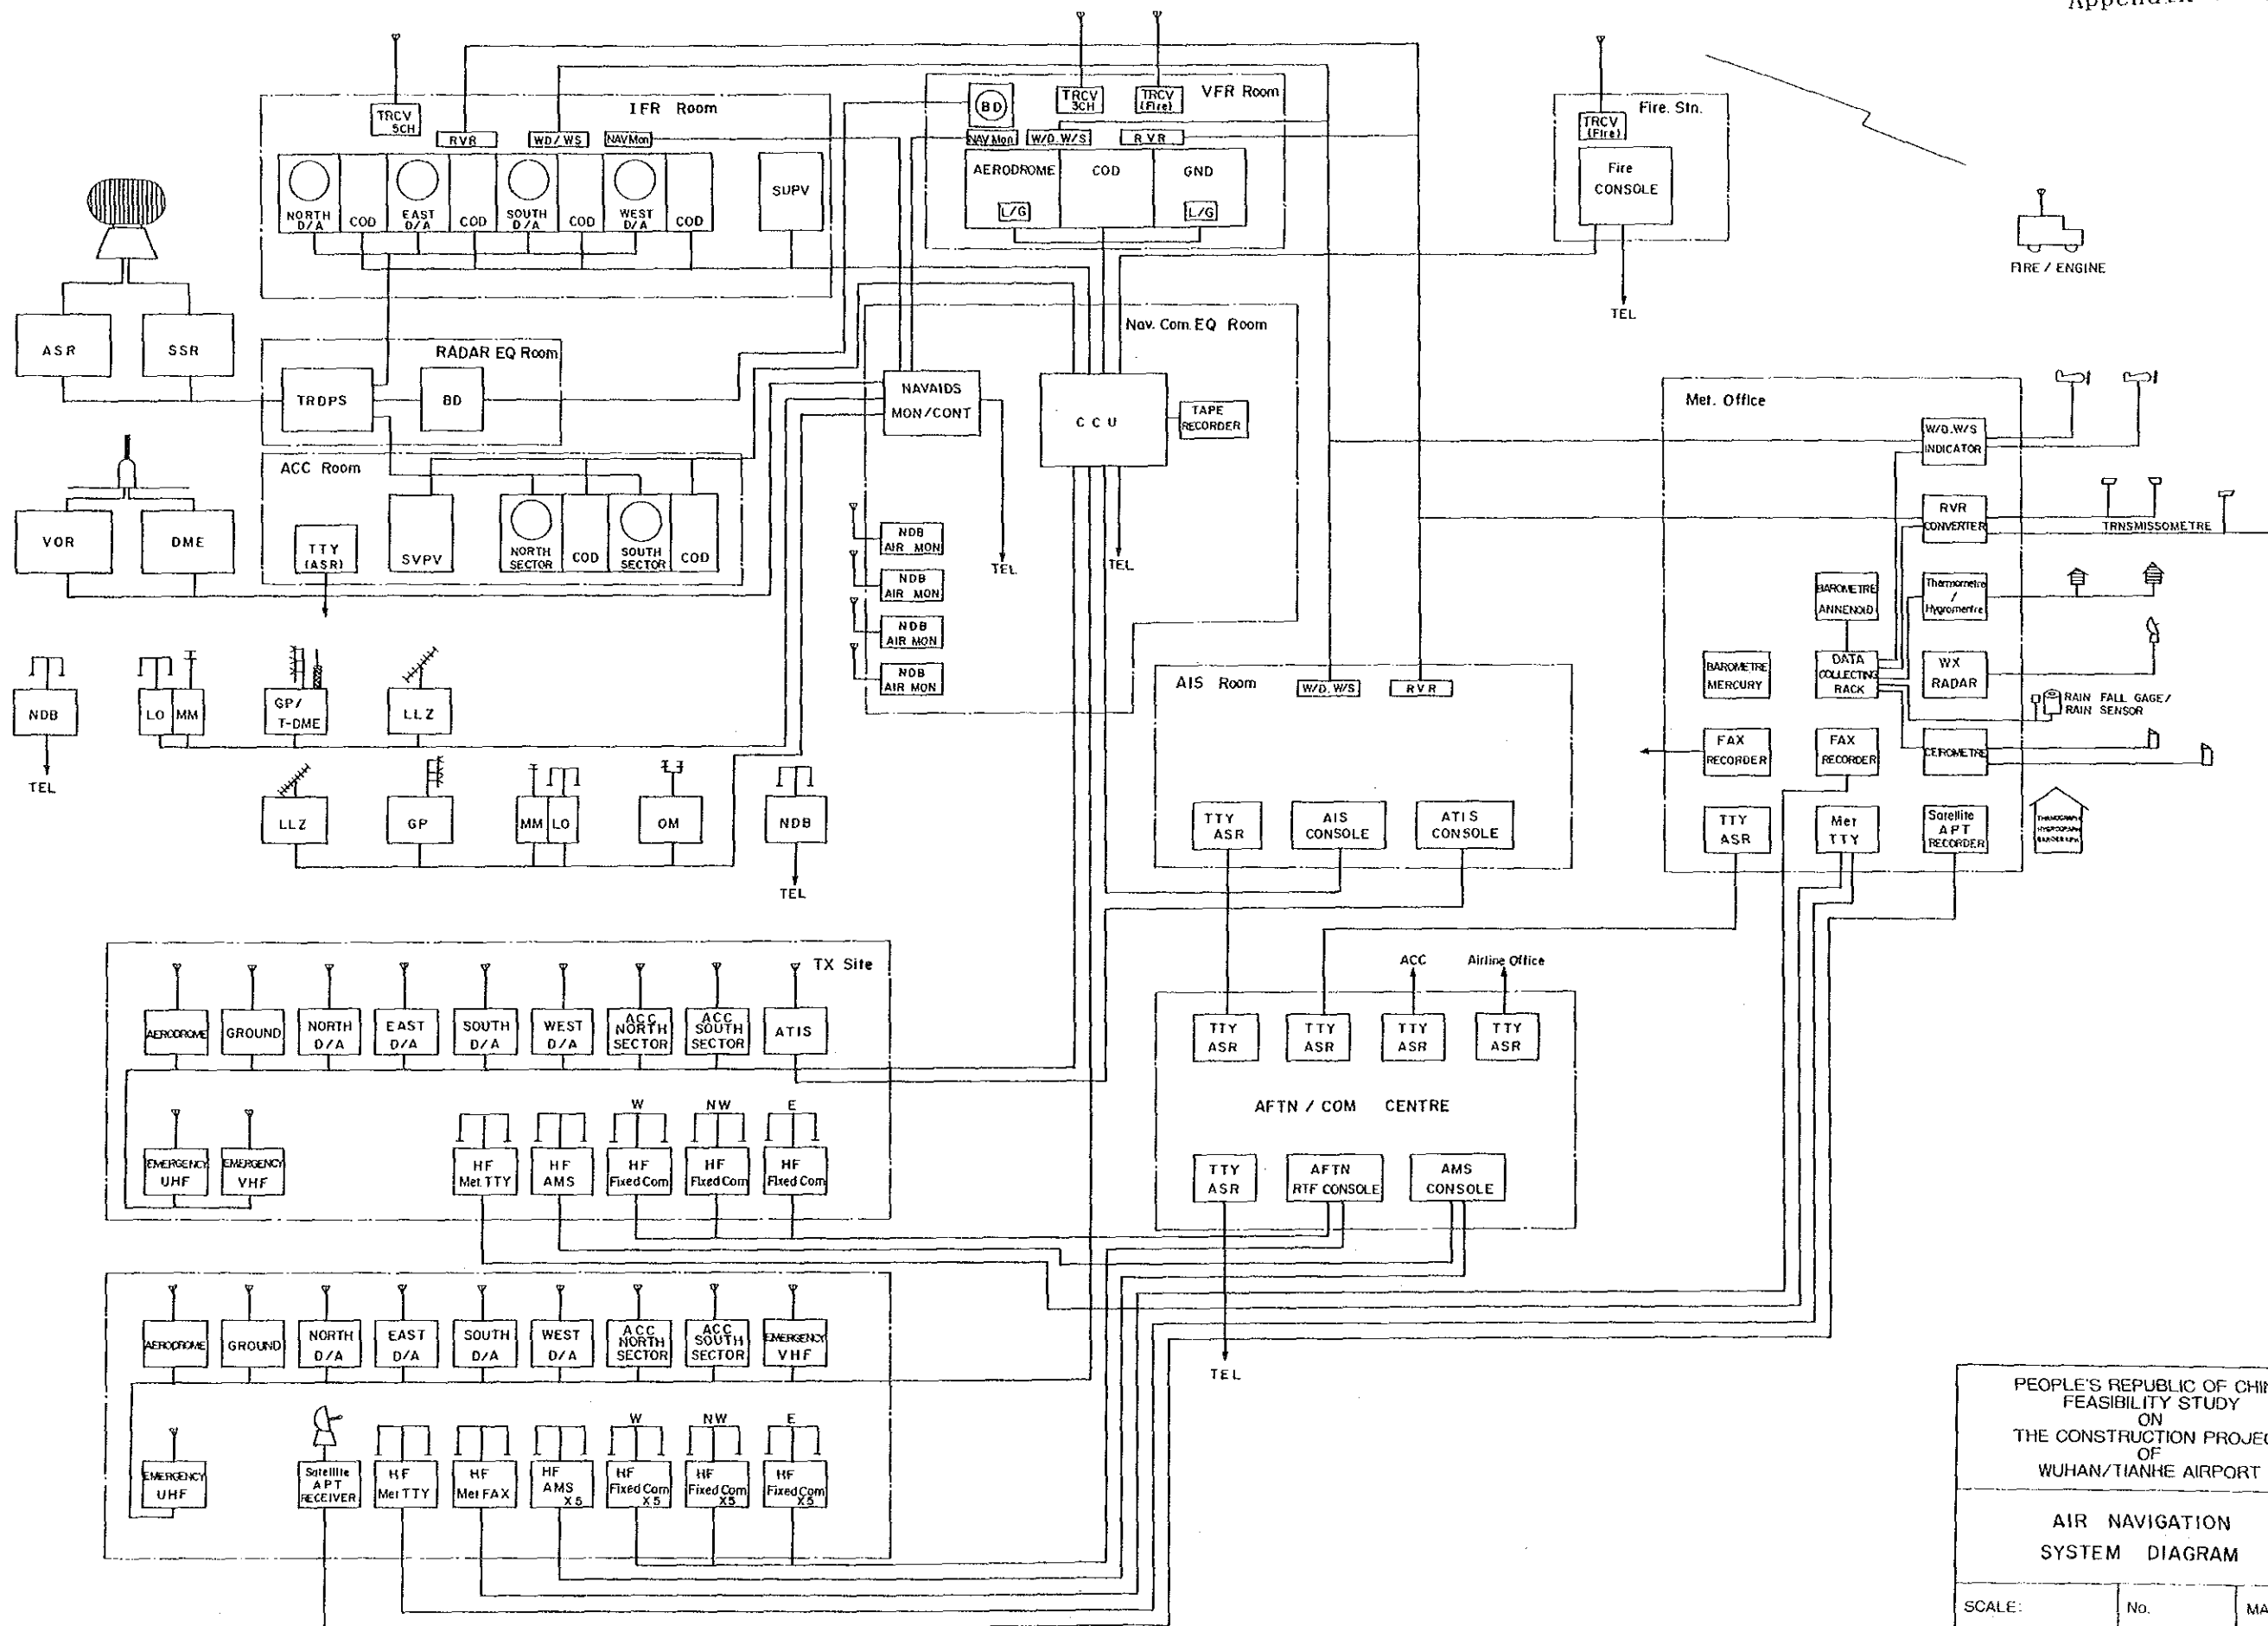 Appendix
IFR Room
TRCV
5CH
RVR
WD/WS
NAV Mon
NORTH
D/A
COD
EAST
D/A
COD
SOUTH
D/A
COD
WEST
D/A
COD
SUPV
VFR Room
BD
TRCV
3CH
TRCV
(Fire)
NAV Mon
W/D. W/S
RVR
AERODROME
L/G
COD
GND
L/G
Fire. Stn.
TRCV
(Fire)
Fire
CONSOLE
TEL
FIRE / ENGINE
ASR
SSR
RADAR EQ Room
TRDPS
BD
VOR
DME
ACC Room
TTY
(ASR)
SVPV
NORTH
SECTOR
COD
SOUTH
SECTOR
COD
Nav. Com. EQ Room
NAVAIDS
MON/CONT
CCU
TAPE
RECORDER
TEL
TEL
NDB
AIR MON
NDB
AIR MON
NDB
AIR MON
NDB
AIR MON
NDB
TEL
LO
MM
GP/
T-DME
LLZ
LLZ
GP
MM
LO
OM
NDB
TEL
Met. Office
W/D. W/S
INDICATOR
RVR
CONVERTER
TRNSMISSOMETRE
BAROMETRE
ANNENOID
Thermometre
/
Hygromentre
BAROMETRE
MERCURY
DATA
COLLECTING
RACK
WX
RADAR
RAIN FALL GAGE/
RAIN SENSOR
FAX
RECORDER
FAX
RECORDER
CEIROMETRE
TTY
ASR
Met
TTY
Satellite
APT
RECORDER
AIS Room
W/D. W/S
RVR
TTY
ASR
AIS
CONSOLE
ATIS
CONSOLE
TX Site
AERODROME
GROUND
NORTH
D/A
EAST
D/A
SOUTH
D/A
WEST
D/A
ACC
NORTH
SECTOR
ACC
SOUTH
SECTOR
ATIS
EMERGENCY
UHF
EMERGENCY
VHF
HF
Met. TTY
HF
AMS
W
HF
Fixed Com
NW
HF
Fixed Com
E
HF
Fixed Com
ACC
Airline Office
TTY
ASR
TTY
ASR
TTY
ASR
TTY
ASR
AFTN / COM CENTRE
TTY
ASR
AFTN
RTF CONSOLE
AMS
CONSOLE
TEL
AERODROME
GROUND
NORTH
D/A
EAST
D/A
SOUTH
D/A
WEST
D/A
ACC
NORTH
SECTOR
ACC
SOUTH
SECTOR
EMERGENCY
VHF
EMERGENCY
UHF
Satellite
APT
RECEIVER
HF
Met TTY
HF
Met FAX
HF
AMS
X5
W
HF
Fixed Com
X5
NW
HF
Fixed Com
X5
E
HF
Fixed Com
X5
PEOPLE'S REPUBLIC OF CHIN
FEASIBILITY STUDY
ON
THE CONSTRUCTION PROJEC
OF
WUHAN/TIANHE AIRPORT
AIR NAVIGATION
SYSTEM DIAGRAM
SCALE:
No.
MA